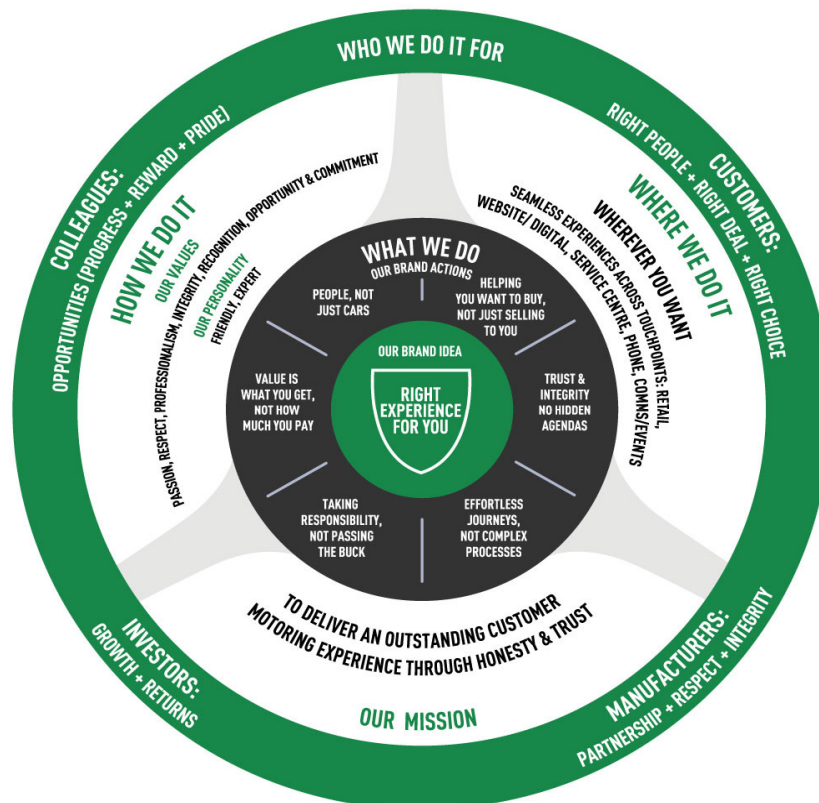 WHO WE DO IT FOR
COLLEAGUES:
OPPORTUNITIES (PROGRESS + REWARD + PRIDE)
CUSTOMERS:
RIGHT PEOPLE + RIGHT DEAL + RIGHT CHOICE
HOW WE DO IT
OUR VALUES
PASSION, RESPECT, PROFESSIONALISM, INTEGRITY, RECOGNITION, OPPORTUNITY & COMMITMENT
OUR PERSONALITY
FRIENDLY, EXPERT
WHERE WE DO IT
WHEREVER YOU WANT
SEAMLESS EXPERIENCES ACROSS TOUCHPOINTS: RETAIL,
WEBSITE/ DIGITAL, SERVICE CENTRE, PHONE, COMMS/EVENTS
WHAT WE DO
OUR BRAND ACTIONS
PEOPLE, NOT
JUST CARS
HELPING
YOU WANT TO BUY,
NOT JUST SELLING
TO YOU
VALUE IS
WHAT YOU GET,
NOT HOW
MUCH YOU PAY
TRUST &
INTEGRITY
NO HIDDEN
AGENDAS
TAKING
RESPONSIBILITY,
NOT PASSING
THE BUCK
EFFORTLESS
JOURNEYS,
NOT COMPLEX
PROCESSES
OUR BRAND IDEA
RIGHT
EXPERIENCE
FOR YOU
TO DELIVER AN OUTSTANDING CUSTOMER
MOTORING EXPERIENCE THROUGH HONESTY & TRUST
OUR MISSION
INVESTORS:
GROWTH + RETURNS
MANUFACTURERS:
PARTNERSHIP + RESPECT + INTEGRITY